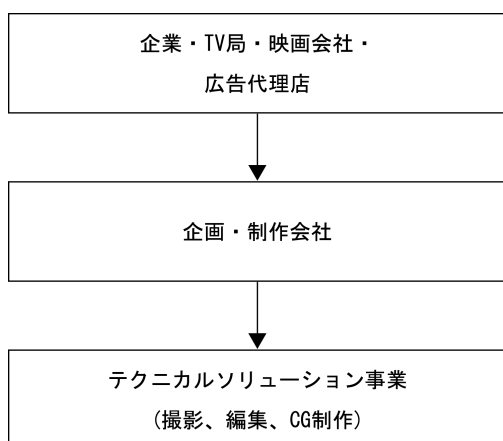 企業・TV局・映画会社・
広告代理店
企画・制作会社
テクニカルソリューション事業
(撮影、編集、CG制作)